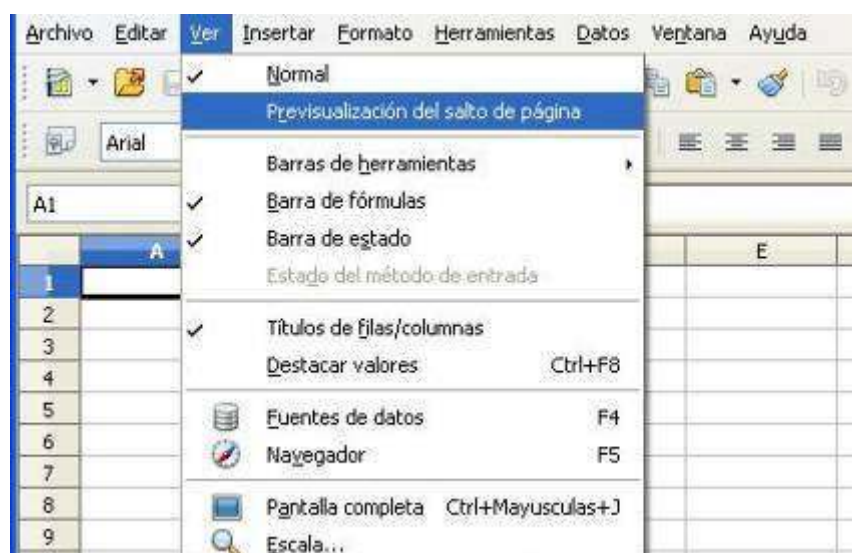 Archivo Editar Ver Insertar Formato Herramientas Datos Ventana Ayuda
Normal
Previsualización del salto de página
Arial
Barras de herramientas
A1
Barra de fórmulas
Barra de estado
A E
Estado del método de entrada
1
2
Títulos de filas/columnas
3
Destacar valores Ctrl+F8
4
5
Fuentes de datos F4
6
Navegador F5
7
8
Pantalla completa Ctrl+Mayusculas+J
9
Escala...